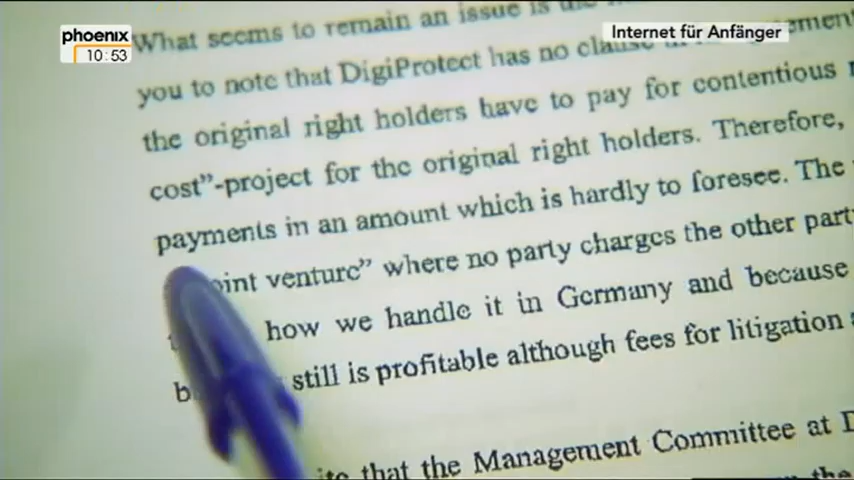 phoenix
10:53
Internet für Anfänger
What seems to remain an issue is the
you to note that DigiProtect has no clause
the original right holders have to pay for contentious
cost”-project for the original right holders. Therefore,
payments in an amount which is hardly to foresee. The
oint venture” where no party charges the other part
how we handle it in Germany and because
still is profitable although fees for litigation
that the Management Committee at D